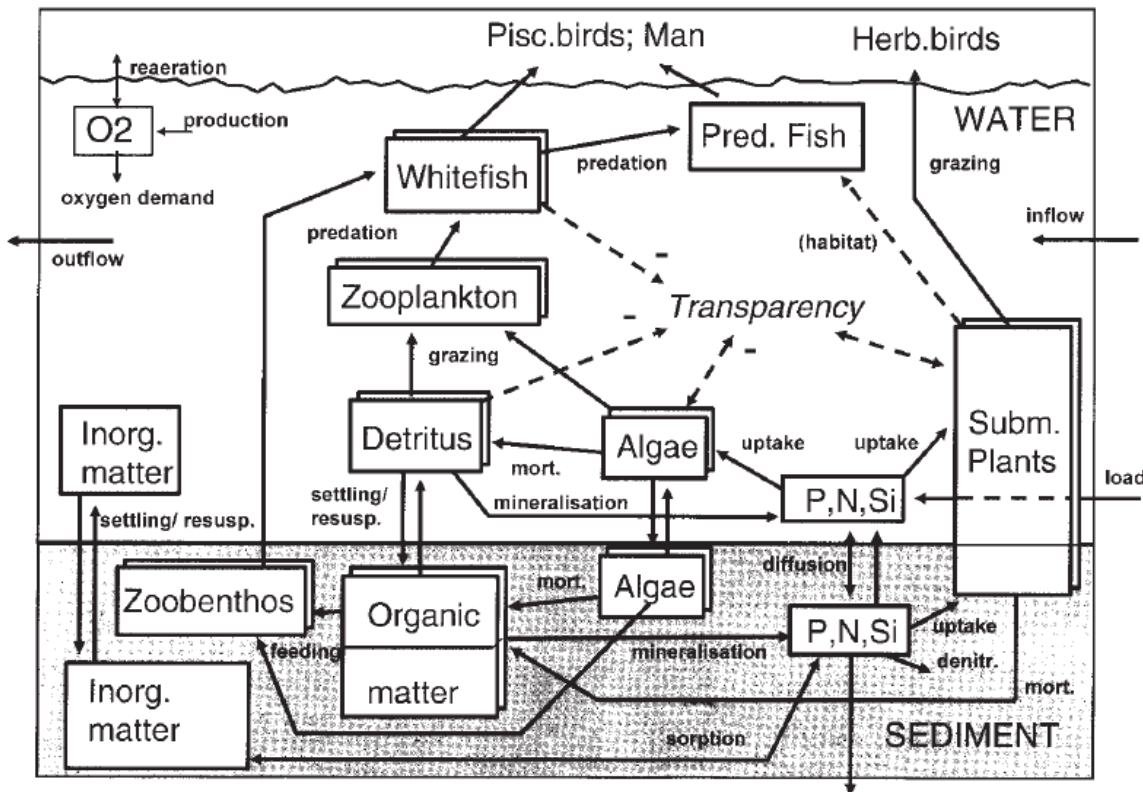 Pisc.birds; Man
Herb.birds
reaeration
O2
production
oxygen demand
WATER
Whitefish
predation
Pred. Fish
grazing
predation
(habitat)
inflow
outflow
Zooplankton
-
-
Transparency
-
grazing
Inorg.
matter
Detritus
Algae
uptake
uptake
Subm.
Plants
mort.
settling/
resusp.
mineralisation
P,N,Si
load
settling/ resusp.
diffusion
Zoobenthos
Organic
matter
mort.
Algae
P,N,Si
uptake
feeding
mineralisation
denitr.
Inorg.
matter
mort.
sorption
SEDIMENT